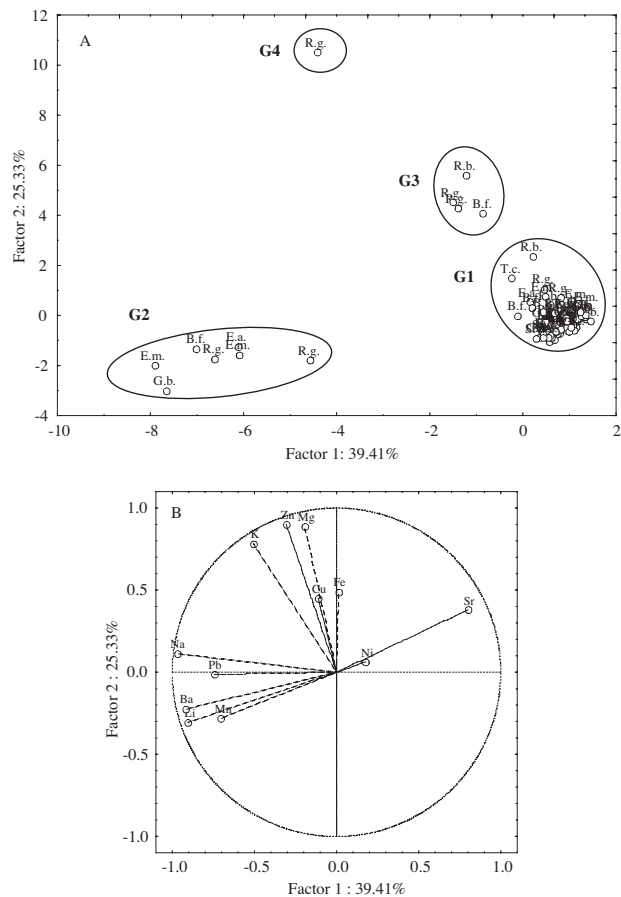 12
10
8
6
4
2
0
-2
-4
Factor 2: 25.33%
A
G4
R.g.
G3
R.b.
R.g.
B.f.
G1
R.b.
T.c.
R.g.
B.f.
G2
B.f.
E.a.
R.g.
E.m.
R.g.
E.m.
G.b.
-10 -8 -6 -4 -2 0 2
Factor 1: 39.41%
B
1.0
0.5
0.0
-0.5
-1.0
Factor 2 : 25.33%
Zn Mg
K
Cu Fe
Sr
Na
Ni
Pb
Ba
Li Mn
-1.0 -0.5 0.0 0.5 1.0
Factor 1 : 39.41%